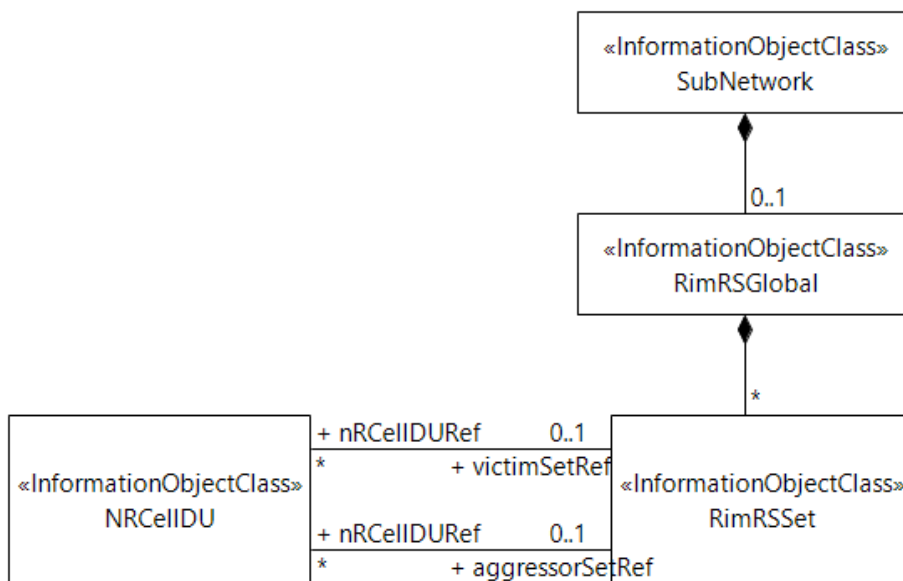 «InformationObjectClass»
SubNetwork
0..1
«InformationObjectClass»
RimRSGlobal
*
+ nRCellDURef 0..1
* + victimSetRef
«InformationObjectClass»
NRCellDU
«InformationObjectClass»
RimRSSet
+ nRCellDURef 0..1
* + aggressorSetRef